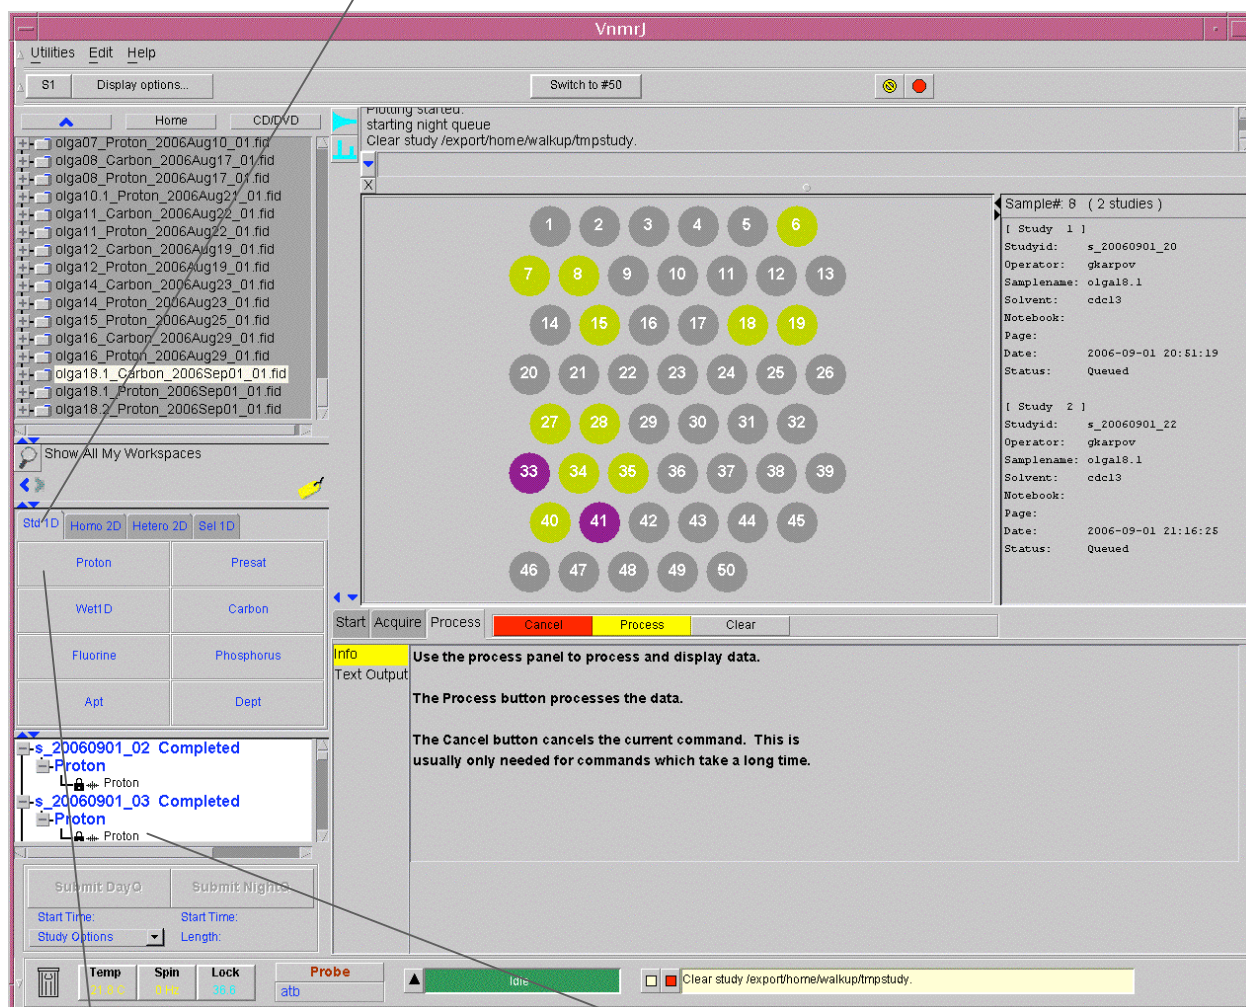 VnmrJ
Utilities Edit Help
S1 Display options... Switch to #50
Home CD/DVD
Plotting started.
starting night queue
Clear study /export/home/walkup/tmpstudy.
X
olga07_Proton_2006Aug10_01.fid
olga08_Carbon_2006Aug17_01.fid
olga08_Proton_2006Aug17_01.fid
olga10.1_Proton_2006Aug21_01.fid
olga11_Carbon_2006Aug22_01.fid
olga11_Proton_2006Aug22_01.fid
olga12_Carbon_2006Aug19_01.fid
olga12_Proton_2006Aug19_01.fid
olga14_Carbon_2006Aug23_01.fid
olga14_Proton_2006Aug23_01.fid
olga15_Proton_2006Aug25_01.fid
olga16_Carbon_2006Aug29_01.fid
olga16_Proton_2006Aug29_01.fid
olga18.1_Carbon_2006Sep01_01.fid
olga18.1_Proton_2006Sep01_01.fid
olga18.2_Proton_2006Sep01_01.fid
Show All My Workspaces
Std 1D Homo 2D Hetero 2D Sel 1D
Proton Presat
Wet1D Carbon
Fluorine Phosphorus
Apt Dept
s_20060901_02 Completed
Proton
Proton
s_20060901_03 Completed
Proton
Proton
Submit DayQ Submit NightQ
Start Time: Start Time:
Study Options Length:
1 2 3 4 5 6
7 8 9 10 11 12 13
14 15 16 17 18 19
20 21 22 23 24 25 26
27 28 29 30 31 32
33 34 35 36 37 38 39
40 41 42 43 44 45
46 47 48 49 50
Sample#: 8 ( 2 studies )
[ Study 1 ]
Studyid: s_20060901_20
Operator: gkarpov
Samplename: olga18.1
Solvent: cdcl3
Notebook:
Page:
Date: 2006-09-01 20:51:19
Status: Queued
[ Study 2 ]
Studyid: s_20060901_22
Operator: gkarpov
Samplename: olga18.1
Solvent: cdcl3
Notebook:
Page:
Date: 2006-09-01 21:16:25
Status: Queued
Start Acquire Process Cancel Process Clear
Info
Text Output
Use the process panel to process and display data.
The Process button processes the data.
The Cancel button cancels the current command. This is
usually only needed for commands which take a long time.
Temp Spin Lock Probe
0 Hz 36.6 atb
Idle
Clear study /export/home/walkup/tmpstudy.